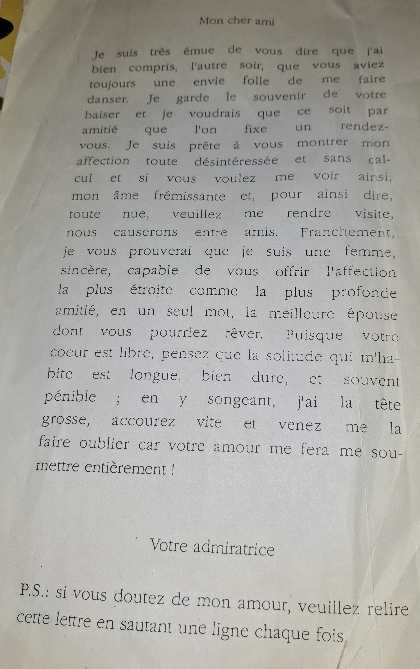 Mon cher ami
Je suis très émue de vous dire que j'ai
bien compris, l'autre soir, que vous aviez
toujours une envie folle de me faire
danser. Je garde le souvenir de votre
baiser et je voudrais que ce soit par
amitié que l'on fixe un rendez-
vous. Je suis prête à vous montrer mon
affection toute désintéressée et sans cal-
cul et si vous voulez me voir ainsi,
mon âme frémissante et, pour ainsi dire,
toute nue, veuillez me rendre visite,
nous causerons entre amis. Franchement,
je vous prouverai que je suis une femme,
sincère, capable de vous offrir l'affection
la plus étroite comme la plus profonde
amitié, en un seul mot, la meilleure épouse
dont vous pourriez rêver. Puisque votre
coeur est libre, pensez que la solitude qui m'ha-
bite est longue, bien dure, et souvent
pénible ; en y songeant, j'ai la tête
grosse, accourez vite et venez me la
faire oublier car votre amour me fera me sou-
mettre entièrement !
Votre admiratrice
P.S.: si vous doutez de mon amour, veuillez relire
cette lettre en sautant une ligne chaque fois.